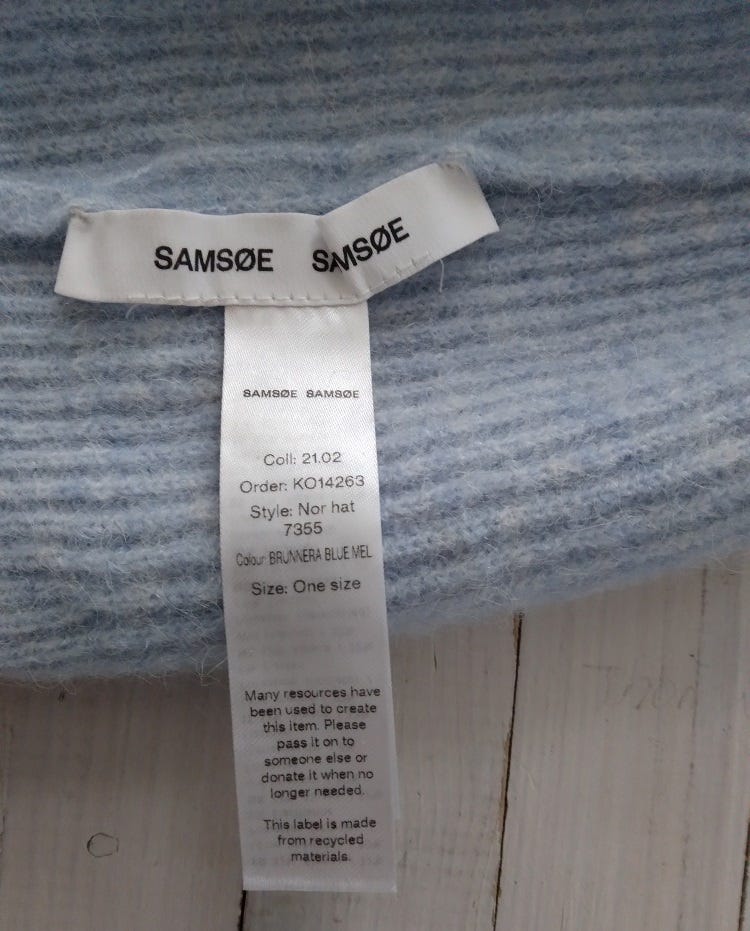 SAMSØE SAMSØE
SAMSØE SAMSØE
Coll: 21.02
Order: KO14263
Style: Nor hat
7355
Colour: BRUNNERA BLUE MEL
Size: One size
Many resources have
been used to create
this item. Please
pass it on to
someone else or
donate it when no
longer needed.
This label is made
from recycled
materials.